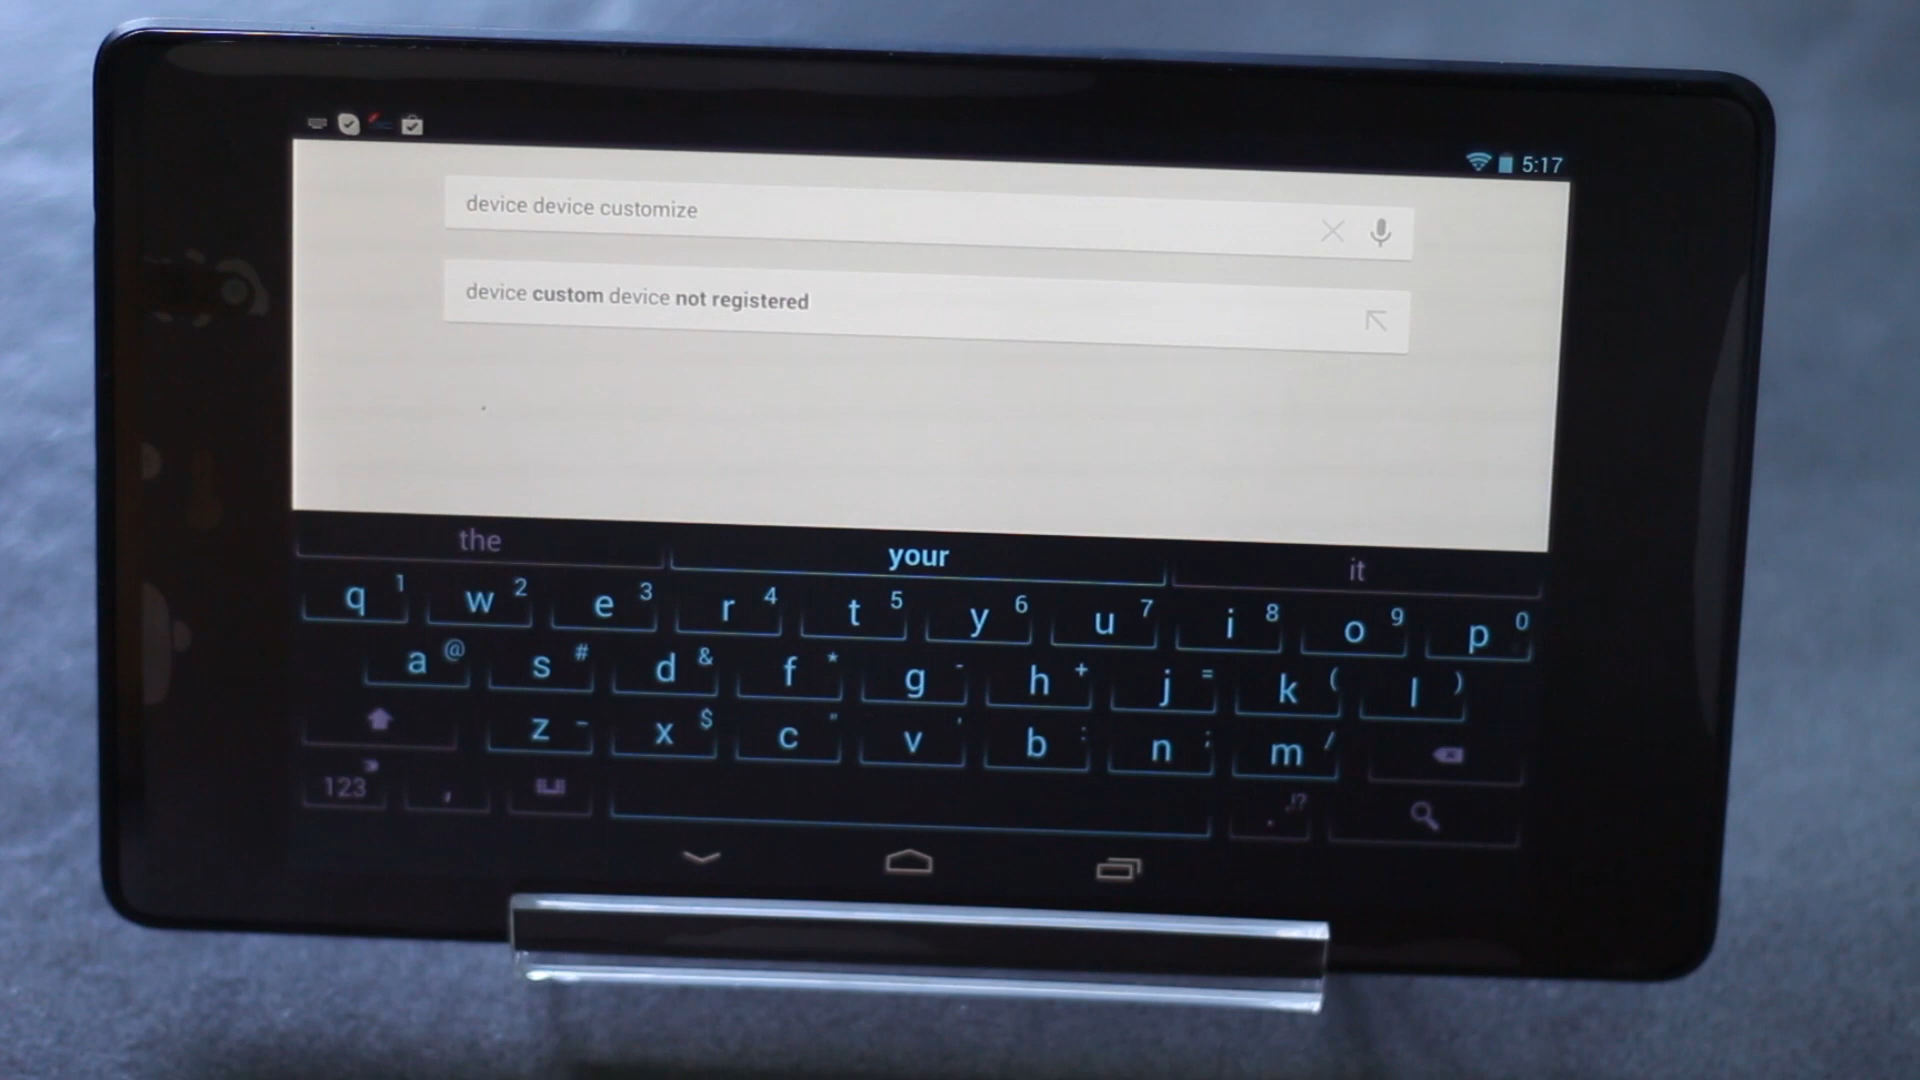 5:17
device device customize
device custom device not registered
the your it
q 1 w 2 e 3 r 4 t 5 y 6 u 7 i 8 o 9 p 0
a @ s # d & f * g - h + j = k ( l )
z _ x $ c " v ' b : n ; m /
123 , . ,!?